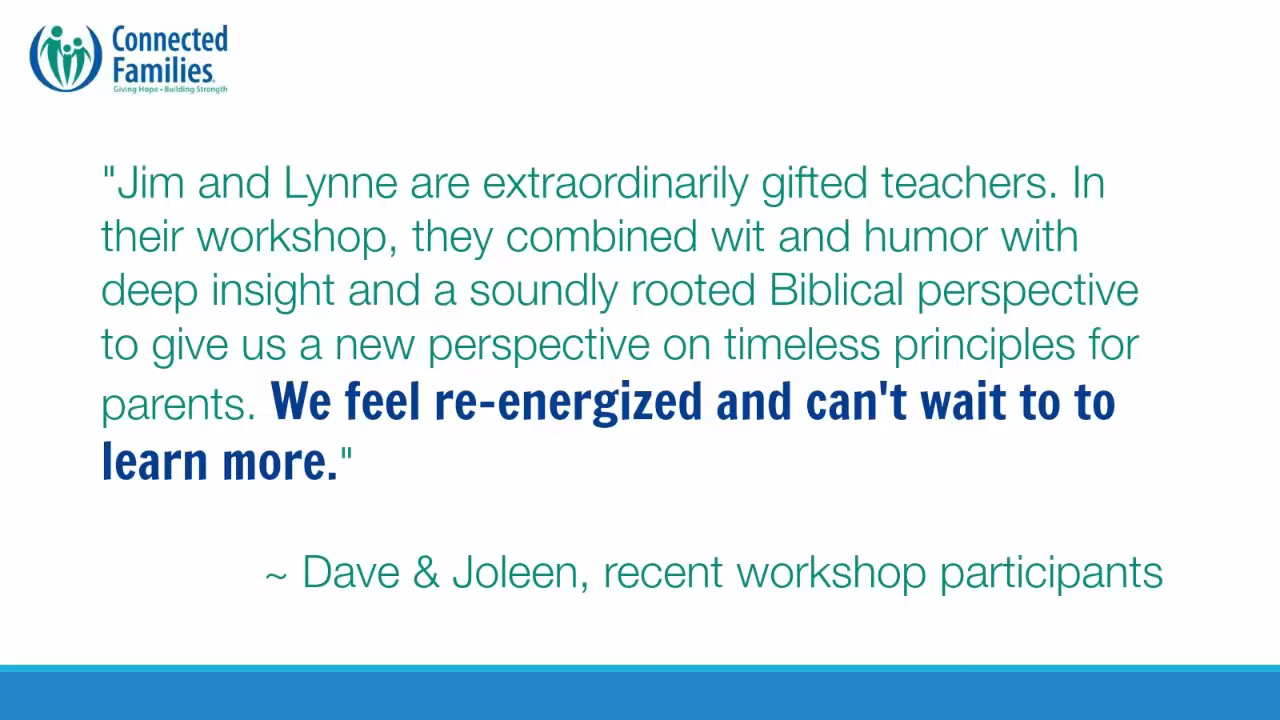 Connected
Families
Giving Hope • Building Strength
"Jim and Lynne are extraordinarily gifted teachers. In
their workshop, they combined wit and humor with
deep insight and a soundly rooted Biblical perspective
to give us a new perspective on timeless principles for
parents. We feel re-energized and can't wait to to
learn more."
~ Dave & Joleen, recent workshop participants